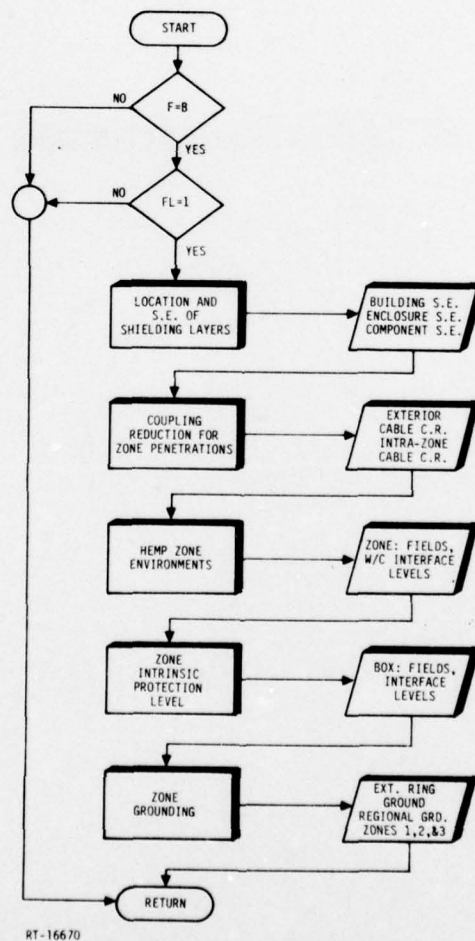 START
NO
F=B
YES
NO
FL=1
YES
LOCATION AND
S.E. OF
SHIELDING LAYERS
BUILDING S.E.
ENCLOSURE S.E.
COMPONENT S.E.
COUPLING
REDUCTION FOR
ZONE PENETRATIONS
EXTERIOR
CABLE C.R.
INTRA-ZONE
CABLE C.R.
HEMP ZONE
ENVIRONMENTS
ZONE: FIELDS,
W/C INTERFACE
LEVELS
ZONE
INTRINSIC
PROTECTION
LEVEL
BOX: FIELDS,
INTERFACE
LEVELS
ZONE
GROUNDING
EXT. RING
GROUND
REGIONAL GRD.
ZONES 1,2,&3
RETURN
RT-16670